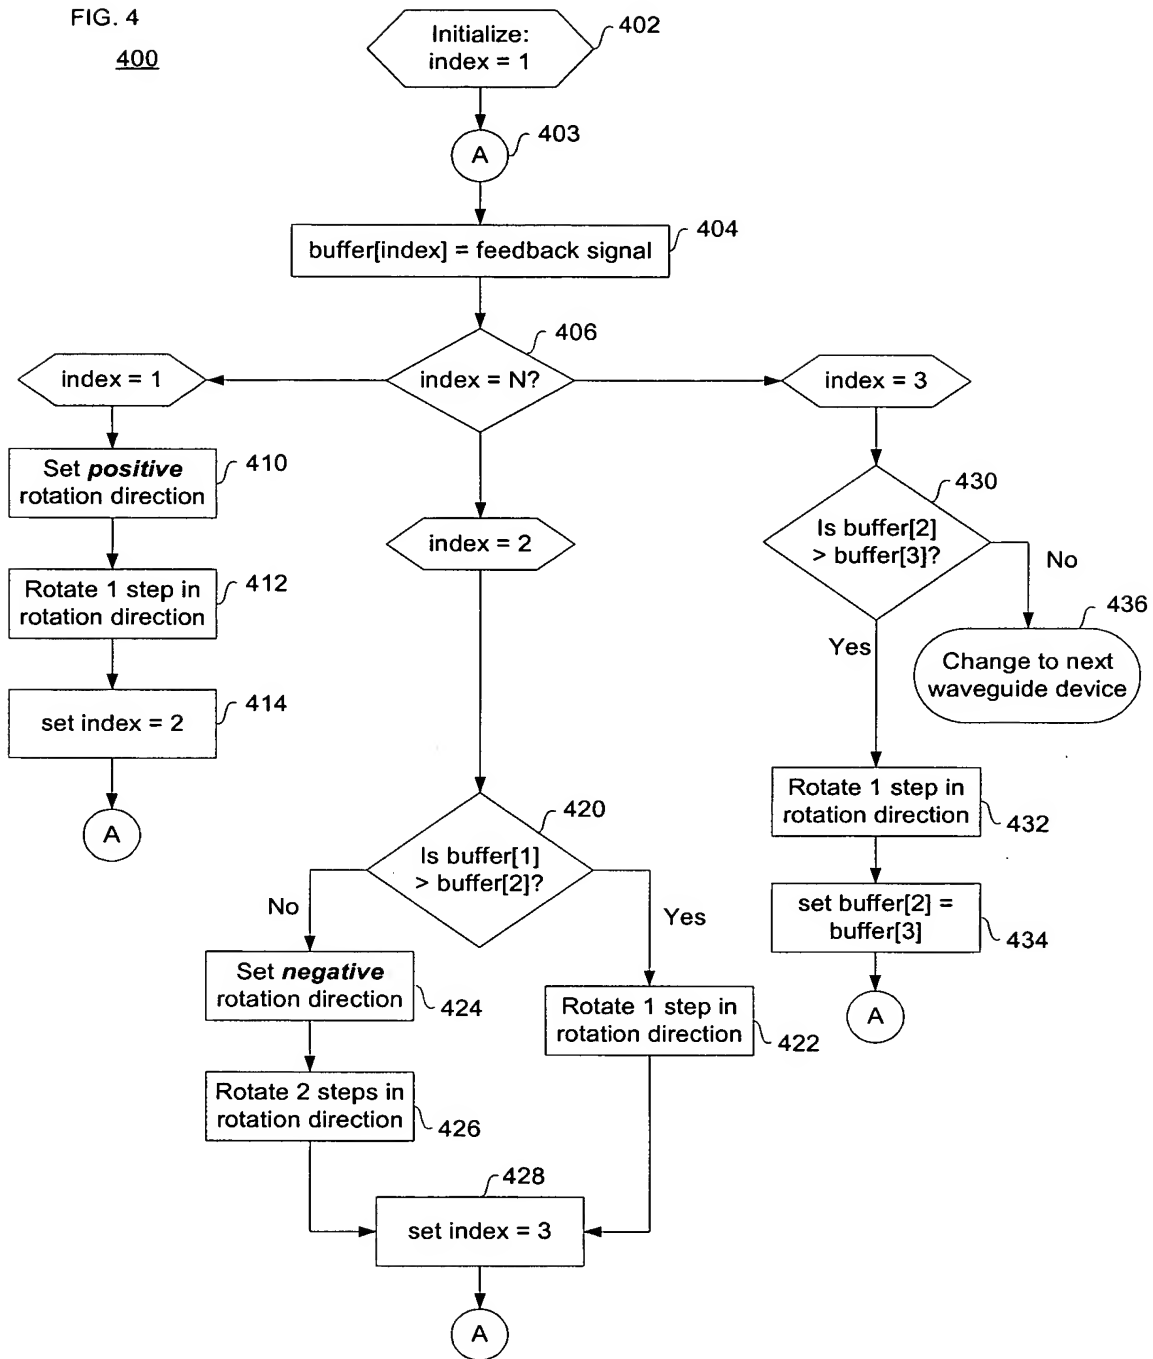 FIG. 4
400
Initialize:
index = 1
402
A
403
buffer[index] = feedback signal
404
index = N?
406
index = 1
Set positive
rotation direction
410
Rotate 1 step in
rotation direction
412
set index = 2
414
A
index = 2
Is buffer[1]
> buffer[2]?
420
No
Yes
Set negative
rotation direction
424
Rotate 2 steps in
rotation direction
426
Rotate 1 step in
rotation direction
422
set index = 3
428
A
index = 3
Is buffer[2]
> buffer[3]?
430
No
Yes
Change to next
waveguide device
436
Rotate 1 step in
rotation direction
432
set buffer[2] =
buffer[3]
434
A